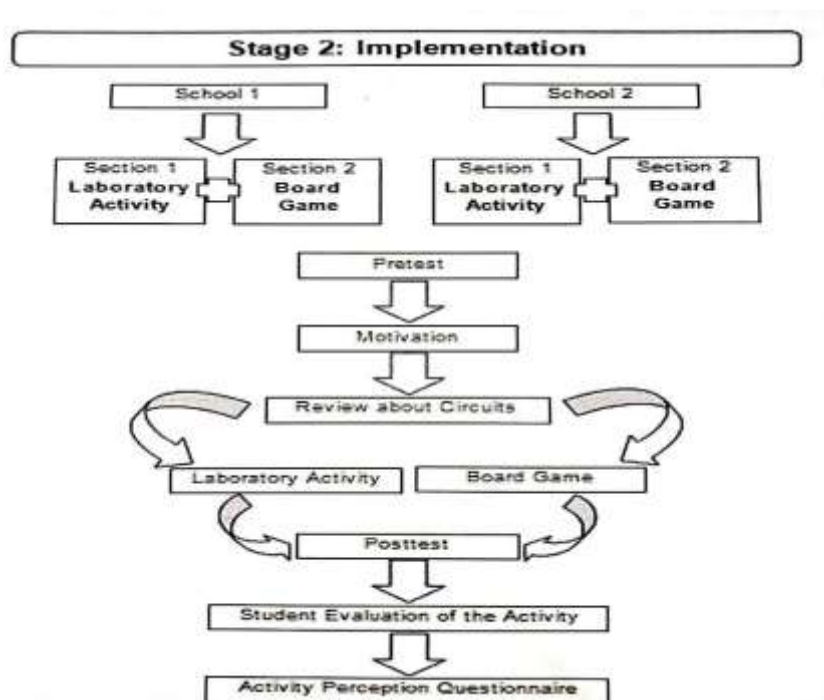 Stage 2: Implementation
School 1
School 2
Section 1
Laboratory
Activity
Section 2
Board
Game
Section 1
Laboratory
Activity
Section 2
Board
Game
Pretest
Motivation
Review about Circuits
Laboratory Activity
Board Game
Posttest
Student Evaluation of the Activity
Activity Perception Questionnaire